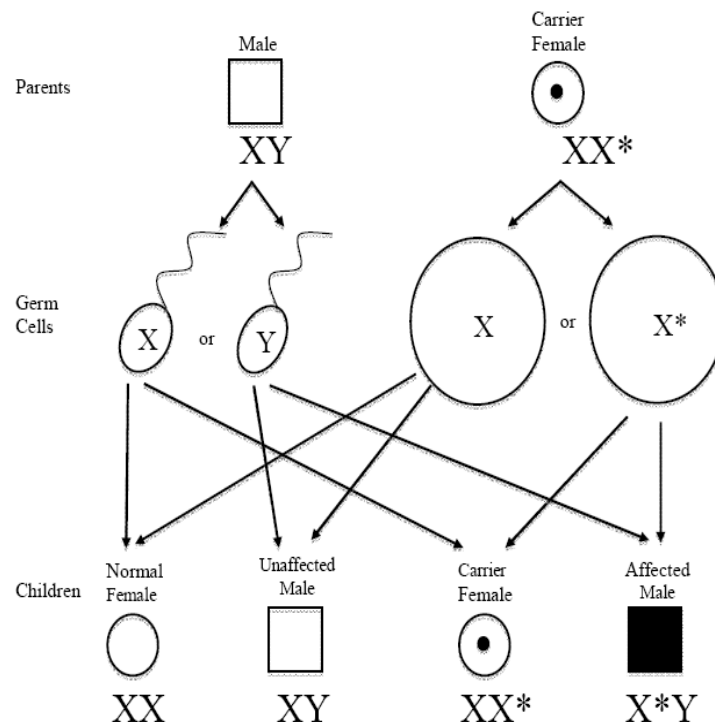 Male
Carrier
Female
Parents
XY
XX*
Germ
Cells
X
or
Y
X
or
X*
Children
Normal
Female
Unaffected
Male
Carrier
Female
Affected
Male
XX
XY
XX*
X*Y